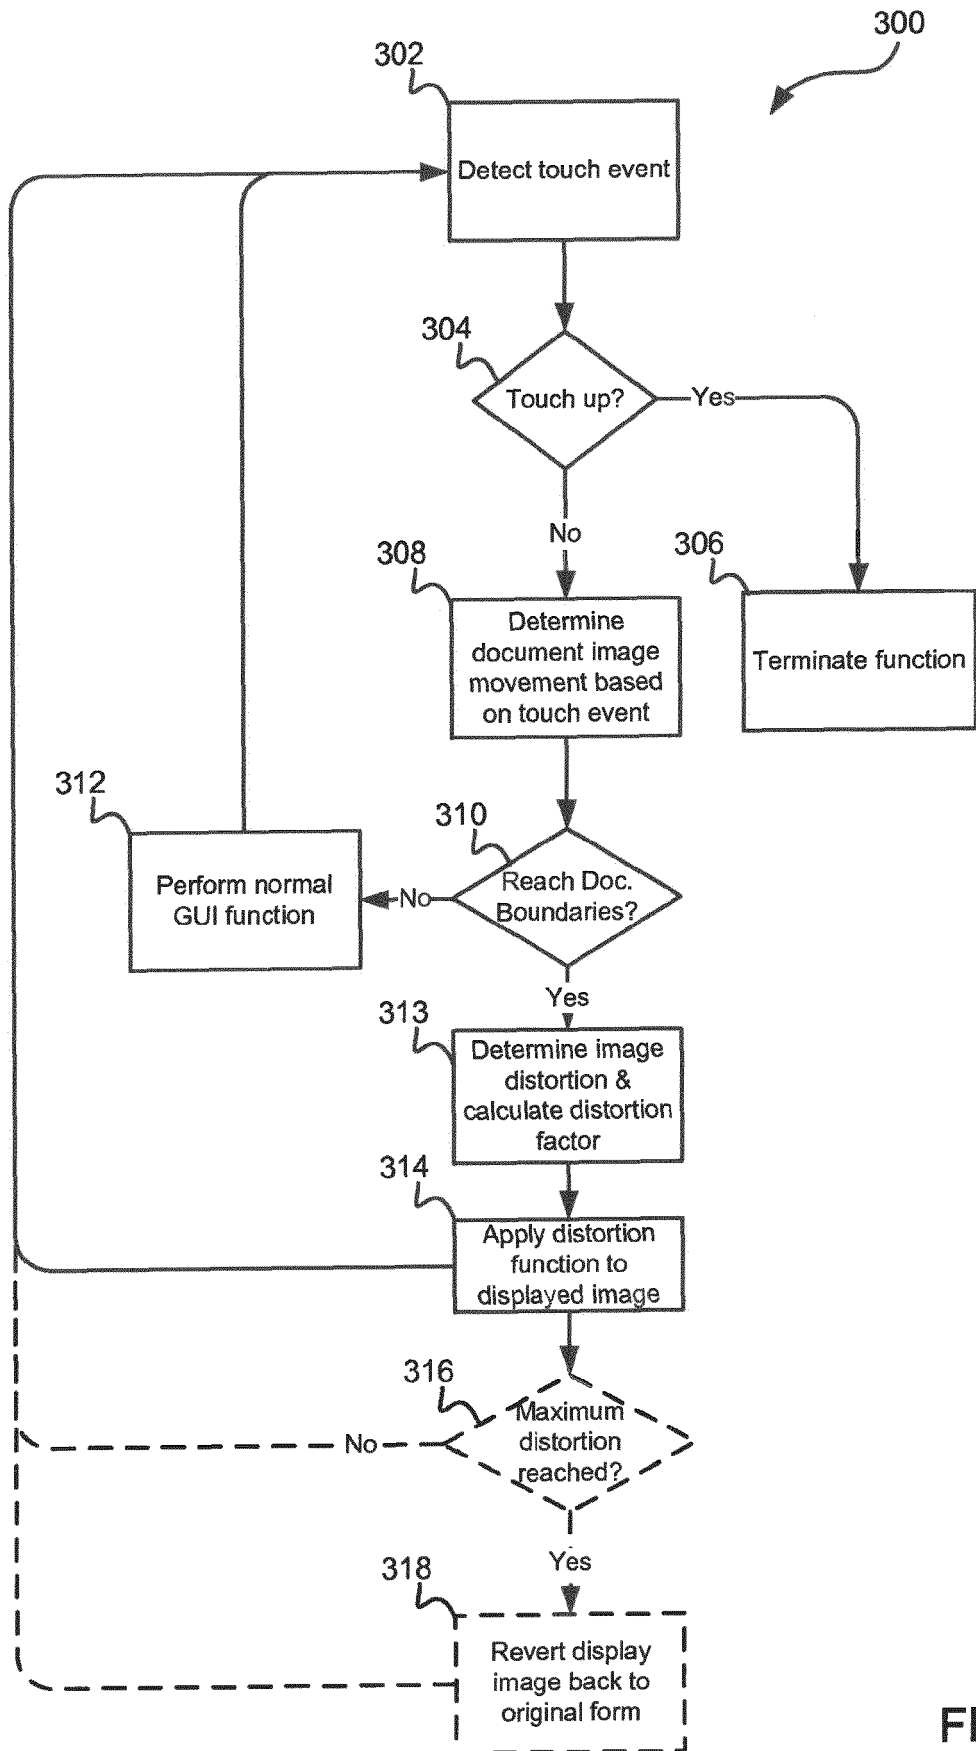 300
302
Detect touch event
304
Touch up?
Yes
No
308
306
Determine
document image
movement based
on touch event
Terminate function
312
310
Perform normal
GUI function
No
Reach Doc.
Boundaries?
Yes
313
Determine image
distortion &
calculate distortion
factor
314
Apply distortion
function to
displayed image
316
Maximum
distortion
reached?
No
Yes
318
Revert display
image back to
original form